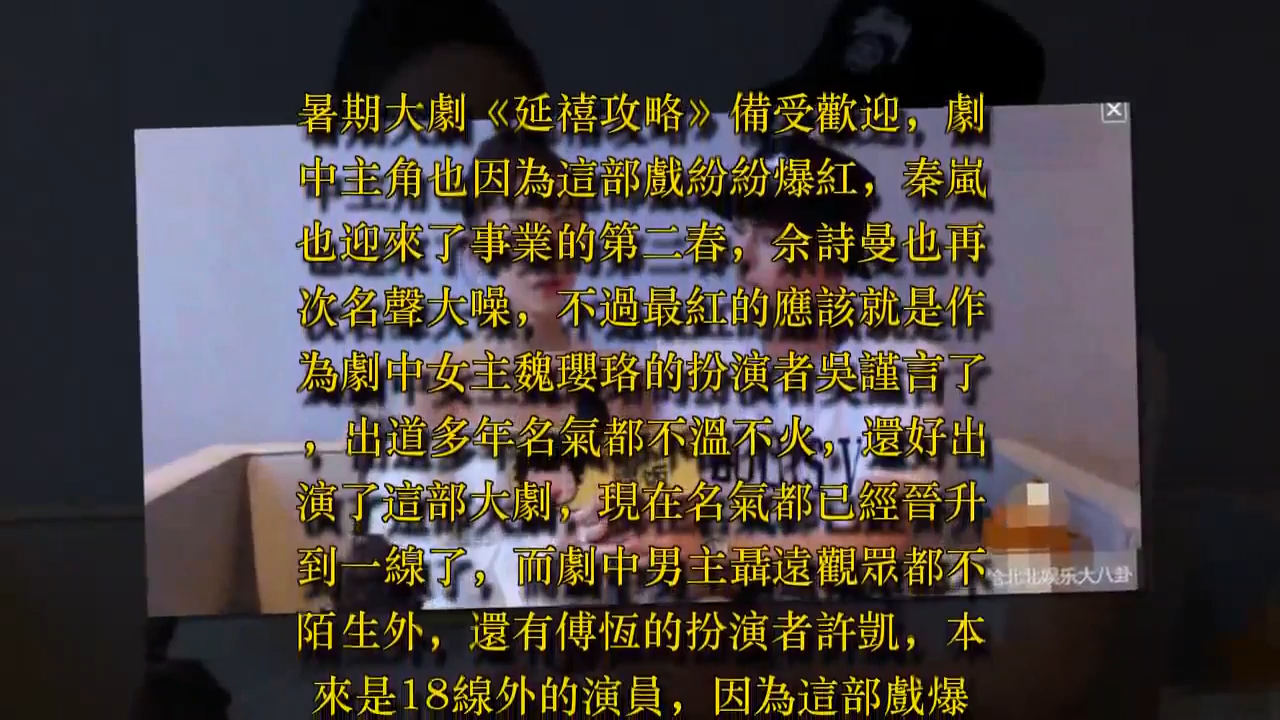 暑期大劇《延禧攻略》備受歡迎，劇
中主角也因為這部戲紛紛爆紅，秦嵐
也迎來了事業的第二春，佘詩曼也再
次名聲大噪，不過最紅的應該就是作
為劇中女主魏瓔珞的扮演者吳謹言了
，出道多年名氣都不溫不火，還好出
演了這部大劇，現在名氣都已經晉升
到一線了，而劇中男主聶遠觀眾都不
陌生外，還有傅恆的扮演者許凱，本
來是18線外的演員，因為這部戲爆
北北娱乐大八卦